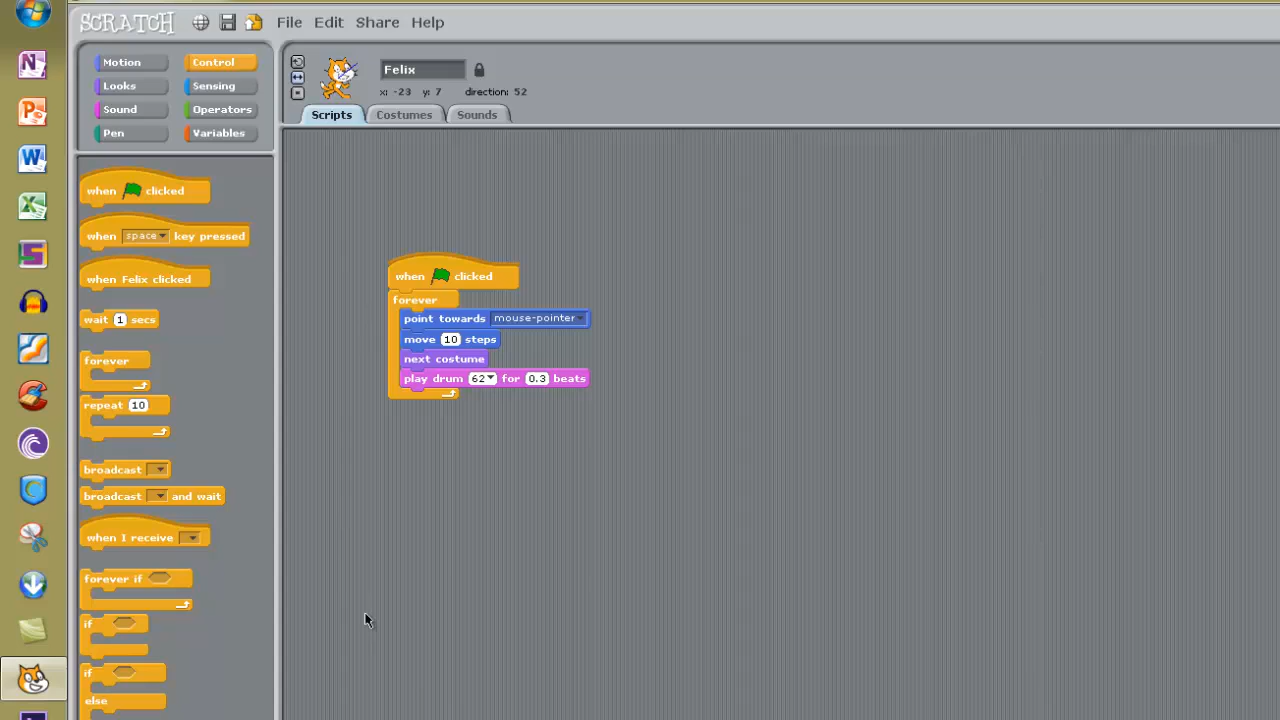 SCRATCH File Edit Share Help
Motion Control
Looks Sensing
Sound Operators
Pen Variables
Felix
x: -23 y: 7 direction: 52
Scripts Costumes Sounds
when clicked
when space key pressed
when Felix clicked
wait 1 secs
forever
repeat 10
broadcast
broadcast and wait
when I receive
forever if
if
if
else
when clicked
forever
point towards mouse-pointer
move 10 steps
next costume
play drum 62 for 0.3 beats
N
P
W
X
S
C